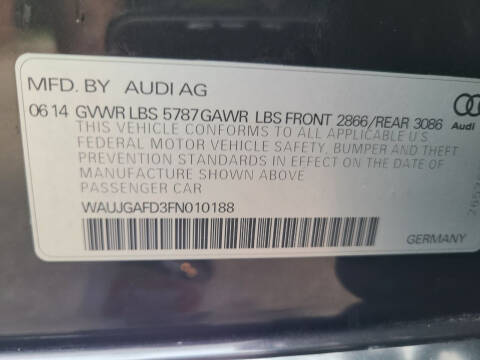 MFD. BY AUDI AG
06 14 GVWR LBS 5787 GAWR LBS FRONT 2866/REAR 3086
THIS VEHICLE CONFORMS TO ALL APPLICABLE U.S
FEDERAL MOTOR VEHICLE SAFETY, BUMPER AND THEFT
PREVENTION STANDARDS IN EFFECT ON THE DATE OF
MANUFACTURE SHOWN ABOVE
PASSENGER CAR
WAUJGAFD3FN010188
GERMANY
Audi